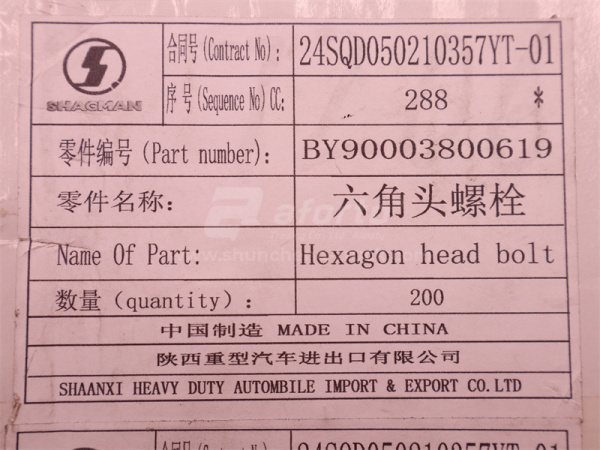 合同号(Contract No): 24SQD050210357YT-01
SHACMAN
序号(Sequence No)CC: 288 *
零件编号(Part number): BY90003800619
零件名称: 六角头螺栓
Name Of Part: Hexagon head bolt
数量(quantity): 200
中国制造 MADE IN CHINA
陕西重型汽车进出口有限公司
SHAANXI HEAVY DUTY AUTOMBILE IMPORT & EXPORT CO.LTD